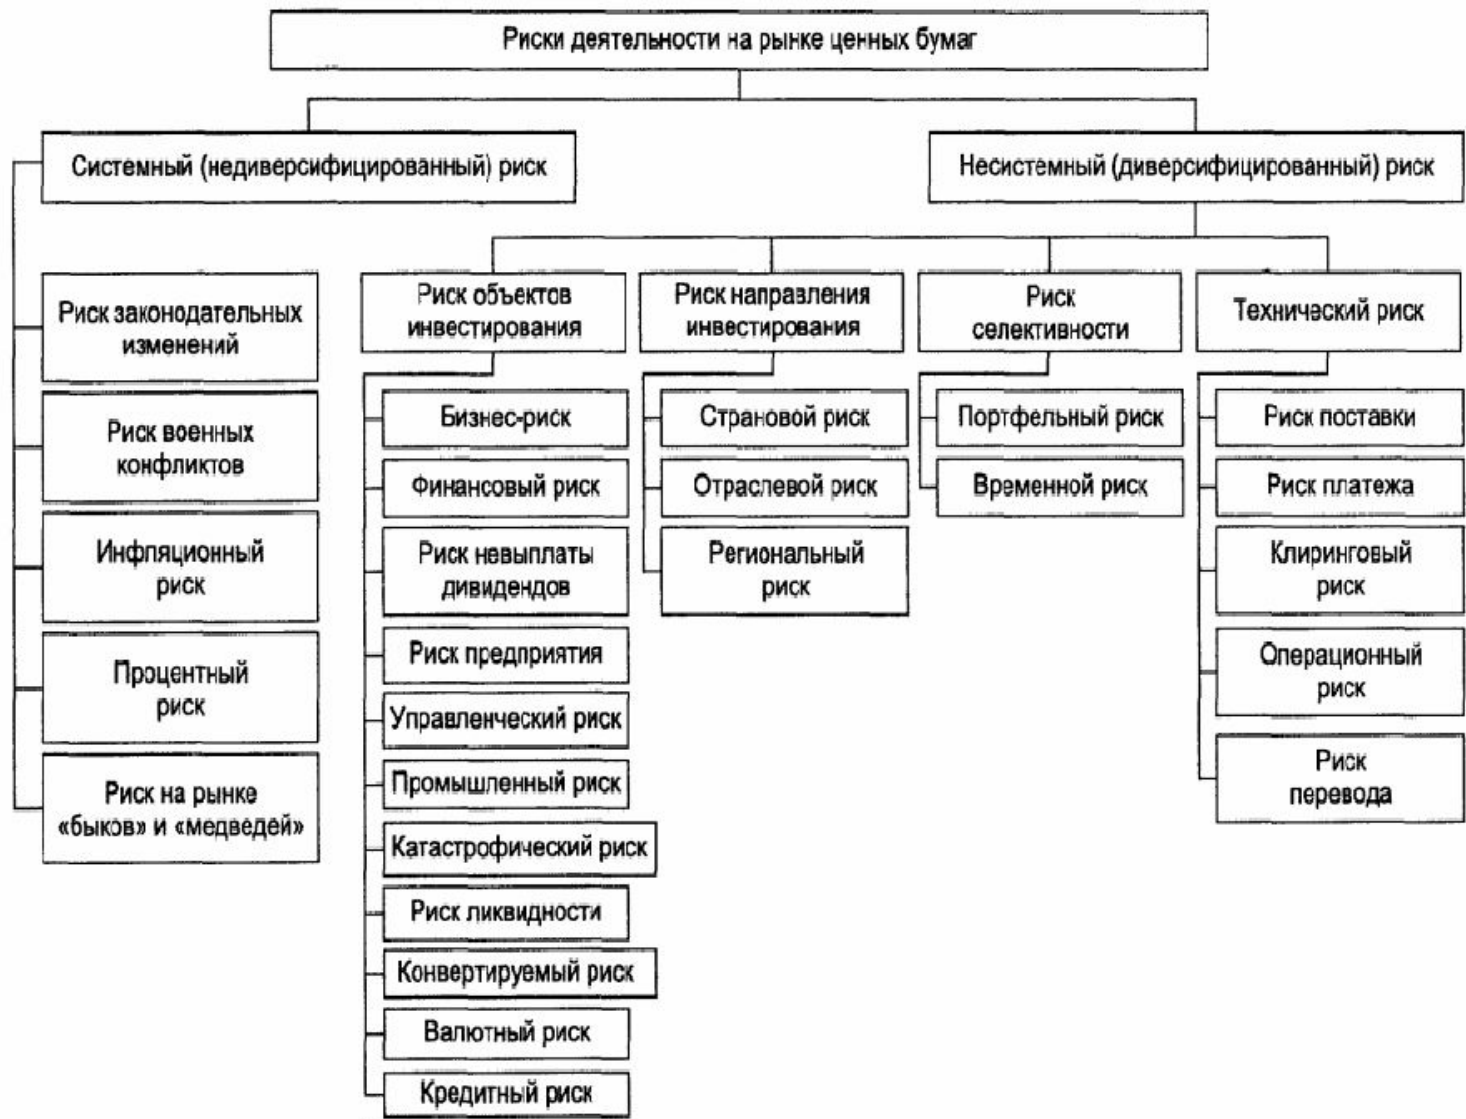 Риски деятельности на рынке ценных бумаг
Системный (недиверсифицированный) риск
Несистемный (диверсифицированный) риск
Риск законодательных
изменений
Риск военных
конфликтов
Инфляционный
риск
Процентный
риск
Риск на рынке
«быков» и «медведей»
Риск объектов
инвестирования
Бизнес-риск
Финансовый риск
Риск невыплаты
дивидендов
Риск предприятия
Управленческий риск
Промышленный риск
Катастрофический риск
Риск ликвидности
Конвертируемый риск
Валютный риск
Кредитный риск
Риск направления
инвестирования
Страновой риск
Отраслевой риск
Региональный
риск
Риск
селективности
Портфельный риск
Временной риск
Технический риск
Риск поставки
Риск платежа
Клиринговый
риск
Операционный
риск
Риск
перевода